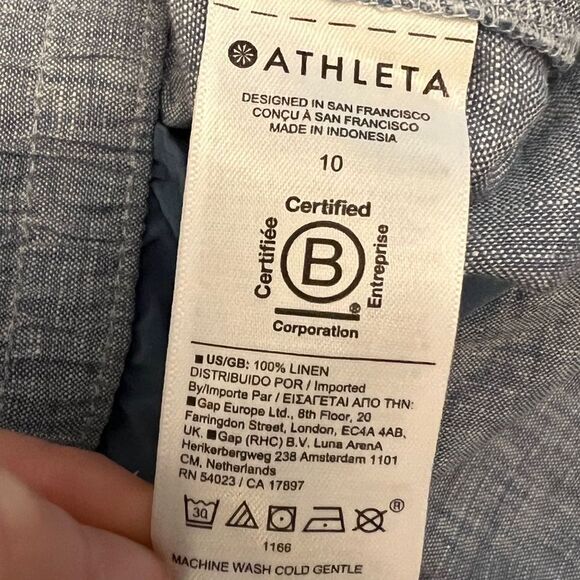 ATHLETA
DESIGNED IN SAN FRANCISCO
CONÇU À SAN FRANCISCO
MADE IN INDONESIA
10
Certified
Certifiée
B
Entreprise
®
Corporation
■ US/GB: 100% LINEN
DISTRIBUIDO POR / Imported
By/Importe Par / ΕΙΣΑΓΕΤΑΙ ΑΠΟ ΤΗΝ:
■Gap Europe Ltd., 8th Floor, 20
Farringdon Street, London, EC4A 4AB,
UK. ■Gap (RHC) B.V. Luna ArenA
Herikerbergweg 238 Amsterdam 1101
CM, Netherlands
RN 54023 / CA 17897
30 ®
1166
MACHINE WASH COLD GENTLE